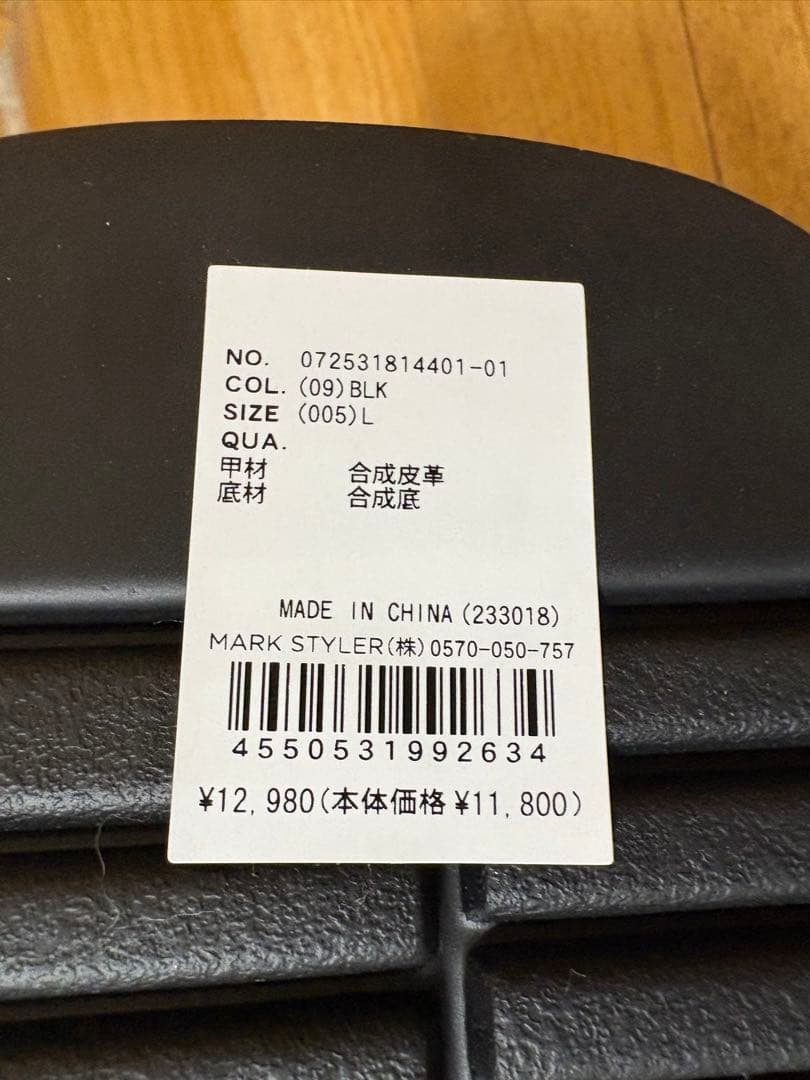 NO. 072531814401-01
COL. (09)BLK
SIZE (005)L
QUA.
甲材 合成皮革
底材 合成底
MADE IN CHINA(233018)
MARK STYLER(株)0570-050-757
4550531992634
¥12,980(本体価格¥11,800)